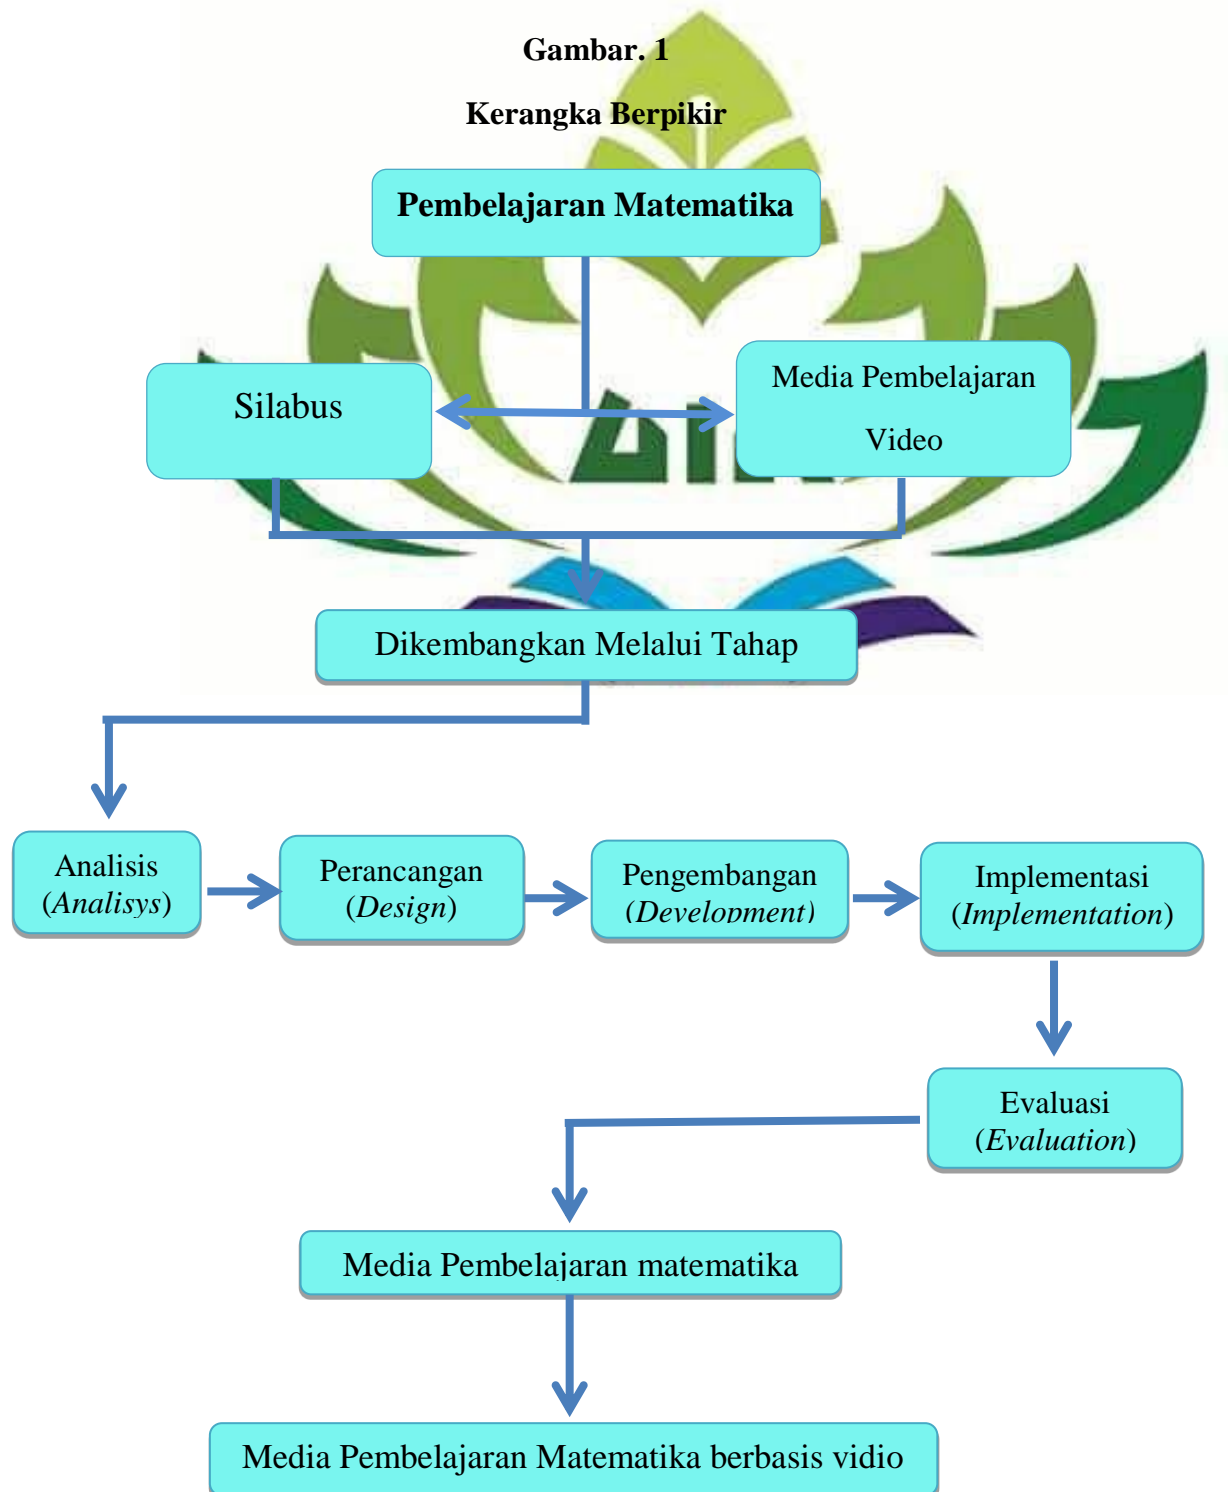 Gambar. 1
Kerangka Berpikir
Pembelajaran Matematika
Silabus
Media Pembelajaran
Video
Dikembangkan Melalui Tahap
Analisis
(Analisys)
Perancangan
(Design)
Pengembangan
(Development)
Implementasi
(Implementation)
Evaluasi
(Evaluation)
Media Pembelajaran matematika
Media Pembelajaran Matematika berbasis vidio